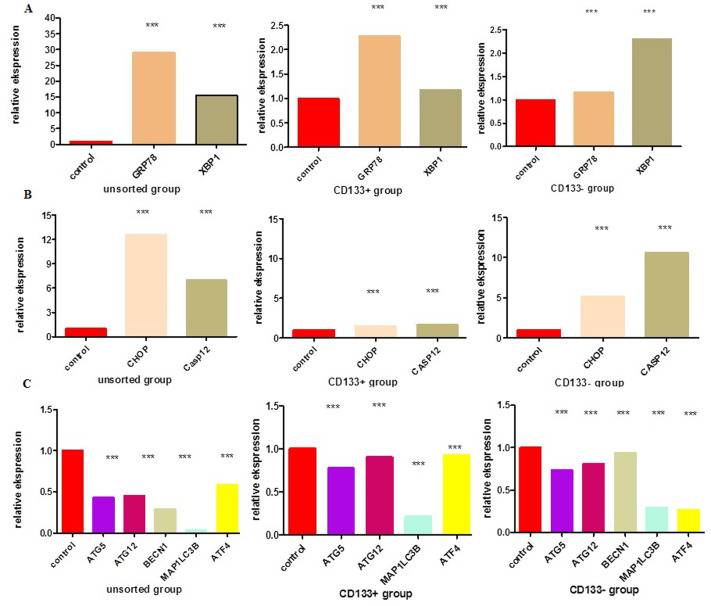 A
relative ekspression
40
35
30
25
20
15
10
5
0
*** ***
control GRP78 XBP1
unsorted group
relative ekspression
2.5
2.0
1.5
1.0
0.5
0.0
*** ***
control GRP78 XBP1
CD133+ group
relative ekspression
2.5
2.0
1.5
1.0
0.5
0.0
*** ***
control GRP78 XBP1
CD133- group
B
relative ekspression
15
12
9
6
3
0
*** ***
control CHOP Casp12
unsorted group
relative ekspression
15
10
5
0
*** ***
control CHOP CASP12
CD133+ group
relative ekspression
15
10
5
0
*** ***
control CHOP CASP12
CD133- group
C
relative ekspression
1.5
1.0
0.5
0.0
*** *** *** ***
control ATG5 ATG12 BECN1 MAP1LC3B ATF4
unsorted group
relative ekspression
1.5
1.0
0.5
0.0
*** *** *** ***
control ATG5 ATG12 MAP1LC3B ATF4
CD133+ group
relative ekspression
1.5
1.0
0.5
0.0
*** *** *** *** ***
control ATG5 ATG12 BECN1 MAP1LC3B ATF4
CD133- group